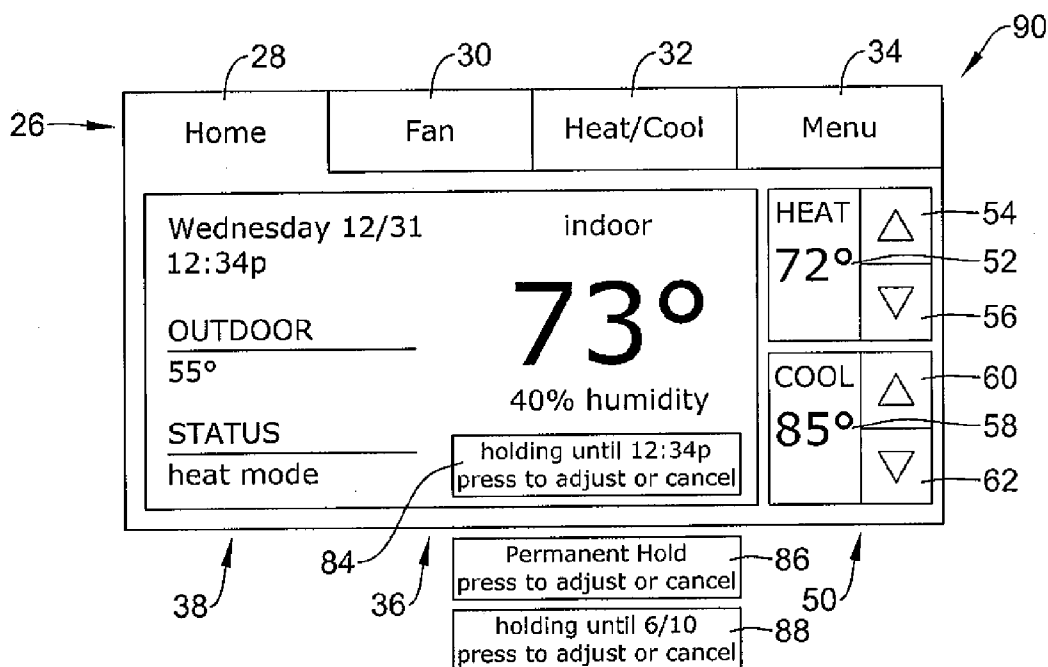 90
28
30
32
34
26
Home
Fan
Heat/Cool
Menu
Wednesday 12/31
12:34p
OUTDOOR
55°
STATUS
heat mode
indoor
73°
40% humidity
holding until 12:34p
press to adjust or cancel
HEAT
72°
54
52
56
COOL
85°
60
58
62
84
38
36
50
Permanent Hold
press to adjust or cancel
86
holding until 6/10
press to adjust or cancel
88